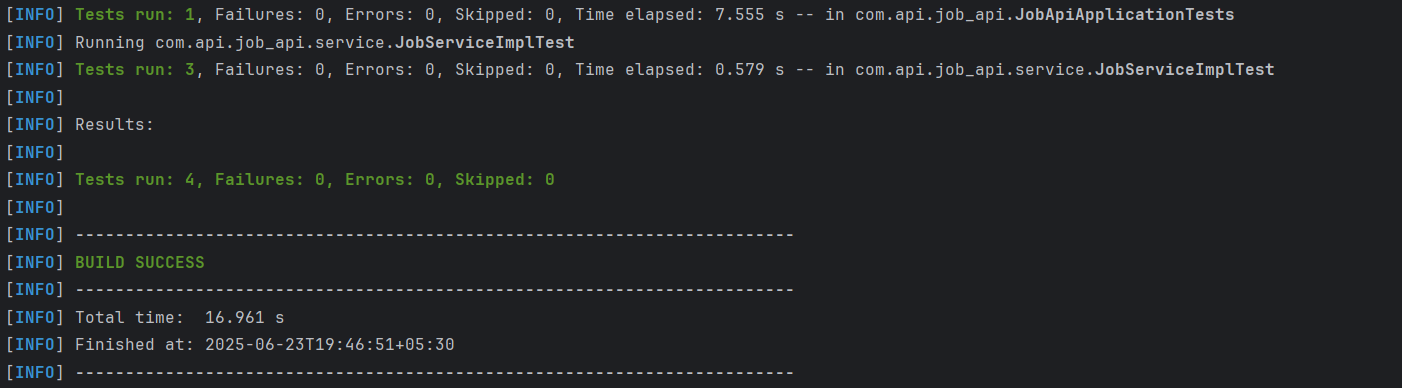 [INFO] Tests run: 1, Failures: 0, Errors: 0, Skipped: 0, Time elapsed: 7.555 s -- in com.api.job_api.JobApiApplicationTests
[INFO] Running com.api.job_api.service.JobServiceImplTest
[INFO] Tests run: 3, Failures: 0, Errors: 0, Skipped: 0, Time elapsed: 0.579 s -- in com.api.job_api.service.JobServiceImplTest
[INFO]
[INFO] Results:
[INFO]
[INFO] Tests run: 4, Failures: 0, Errors: 0, Skipped: 0
[INFO]
[INFO] ------------------------------------------------------------------------
[INFO] BUILD SUCCESS
[INFO] ------------------------------------------------------------------------
[INFO] Total time:  16.961 s
[INFO] Finished at: 2025-06-23T19:46:51+05:30
[INFO] ------------------------------------------------------------------------